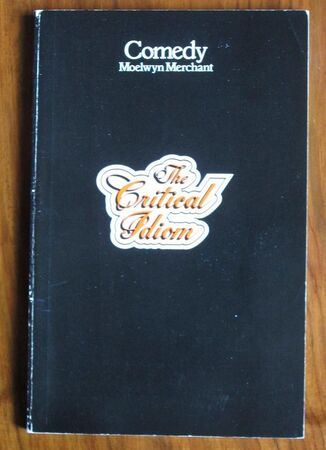 Comedy
Moelwyn Merchant
The
Critical
Idiom